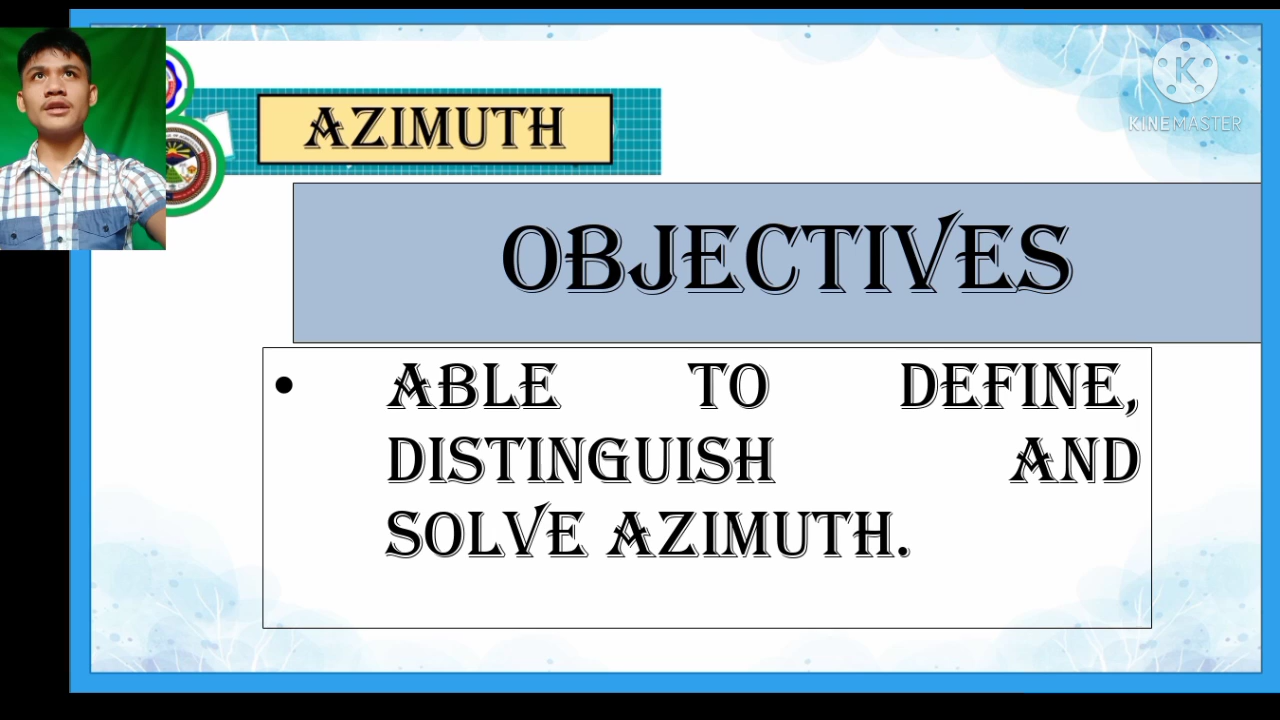 AZIMUTH
KINEMASTER
OBJECTIVES
• ABLE TO DEFINE,
DISTINGUISH AND
SOLVE AZIMUTH.